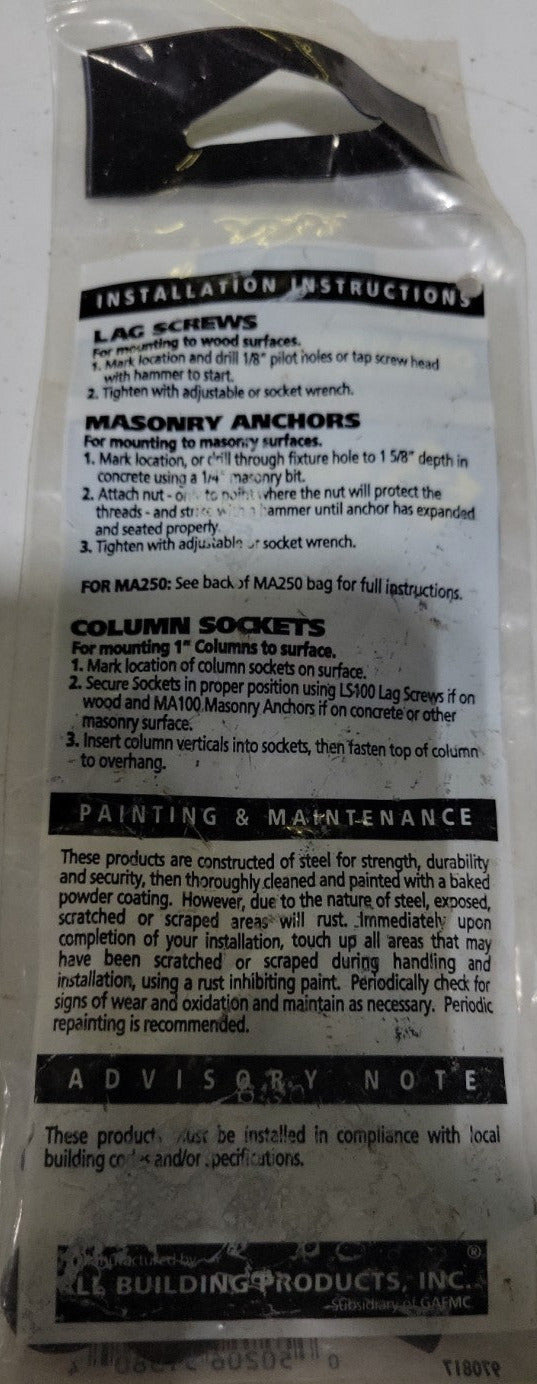 INSTALLATION INSTRUCTIONS
LAG SCREWS
For mounting to wood surfaces.
1. Mark location and drill 1/8" pilot holes or tap screw head
with hammer to start.
2. Tighten with adjustable or socket wrench.
MASONRY ANCHORS
For mounting to masonry surfaces.
1. Mark location, or drill through fixture hole to 1 5/8" depth in
concrete using a 1/4" masonry bit.
2. Attach nut - only to point where the nut will protect the
threads - and strike with a hammer until anchor has expanded
and seated properly.
3. Tighten with adjustable or socket wrench.
FOR MA250: See back of MA250 bag for full instructions.
COLUMN SOCKETS
For mounting 1" Columns to surface.
1. Mark location of column sockets on surface.
2. Secure Sockets in proper position using LS100 Lag Screws if on
wood and MA100 Masonry Anchors if on concrete or other
masonry surface.
3. Insert column verticals into sockets, then fasten top of column
to overhang.
PAINTING & MAINTENANCE
These products are constructed of steel for strength, durability
and security, then thoroughly cleaned and painted with a baked
powder coating. However, due to the nature of steel, exposed,
scratched or scraped areas will rust. Immediately upon
completion of your installation, touch up all areas that may
have been scratched or scraped during handling and
installation, using a rust inhibiting paint. Periodically check for
signs of wear and oxidation and maintain as necessary. Periodic
repainting is recommended.
ADVISORY NOTE
These products must be installed in compliance with local
building codes and/or specifications.
Manufactured by
BUILDING PRODUCTS, INC.®
Subsidiary of GAFMC
970817